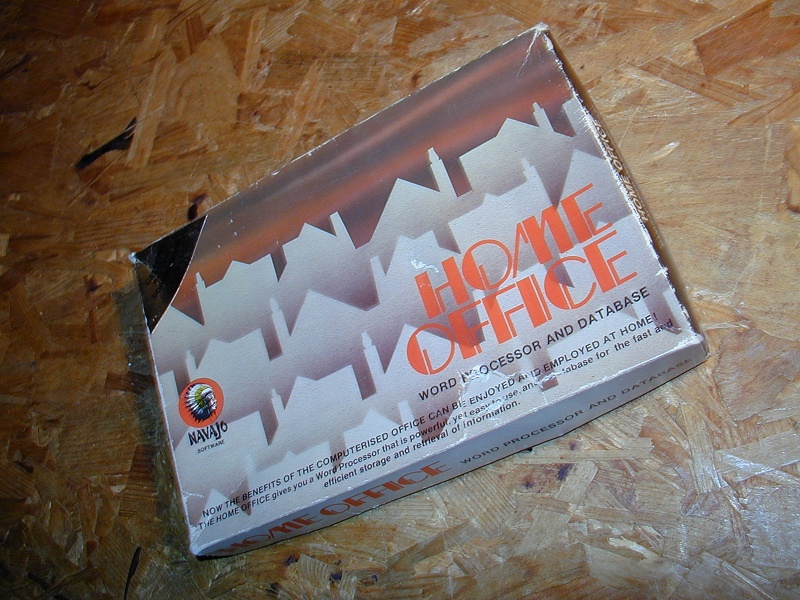 HOME
OFFICE
WORD PROCESSOR AND DATABASE
NOW THE BENEFITS OF THE COMPUTERISED OFFICE CAN BE ENJOYED AND EMPLOYED AT HOME!
THE HOME OFFICE gives you a Word Processor that is powerful, yet easy to use, and database for the fast and
efficient storage and retrieval of information.
NAVAJO
SOFTWARE
HOME OFFICE WORD PROCESSOR AND DATABASE
HOME OFFICE